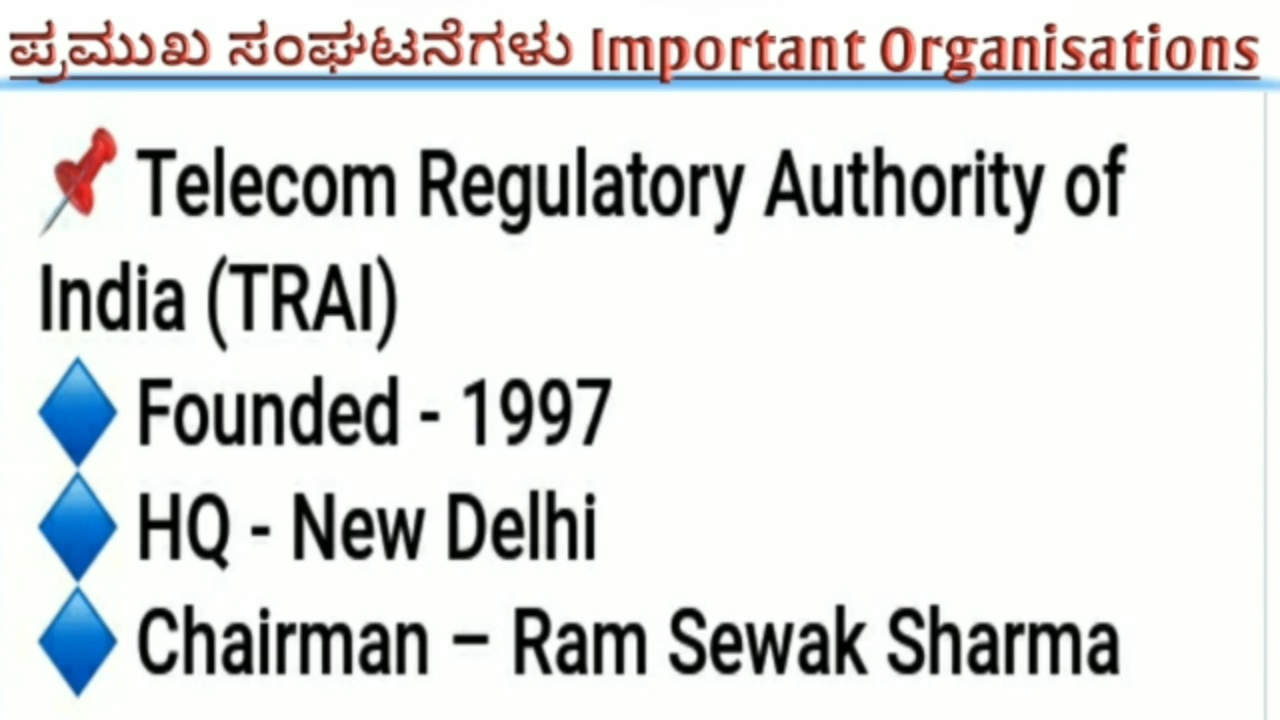 ಪ್ರಮುಖ ಸಂಘಟನೆಗಳು Important Organisations
📌 Telecom Regulatory Authority of
India (TRAI)
🔷 Founded - 1997
🔷 HQ - New Delhi
🔷 Chairman – Ram Sewak Sharma